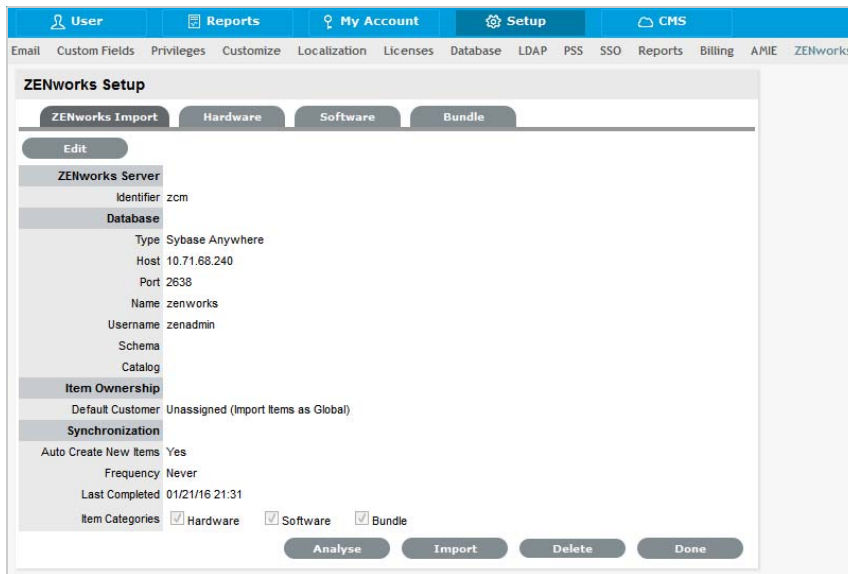 User Reports My Account Setup CMS
Email Custom Fields Privileges Customize Localization Licenses Database LDAP PSS SSO Reports Billing AMIE ZENworks
ZENworks Setup
ZENworks Import Hardware Software Bundle
Edit
ZENworks Server
Identifier zcm
Database
Type Sybase Anywhere
Host 10.71.68.240
Port 2638
Name zenworks
Username zenadmin
Schema
Catalog
Item Ownership
Default Customer Unassigned (Import Items as Global)
Synchronization
Auto Create New Items Yes
Frequency Never
Last Completed 01/21/16 21:31
Item Categories Hardware Software Bundle
Analyse Import Delete Done